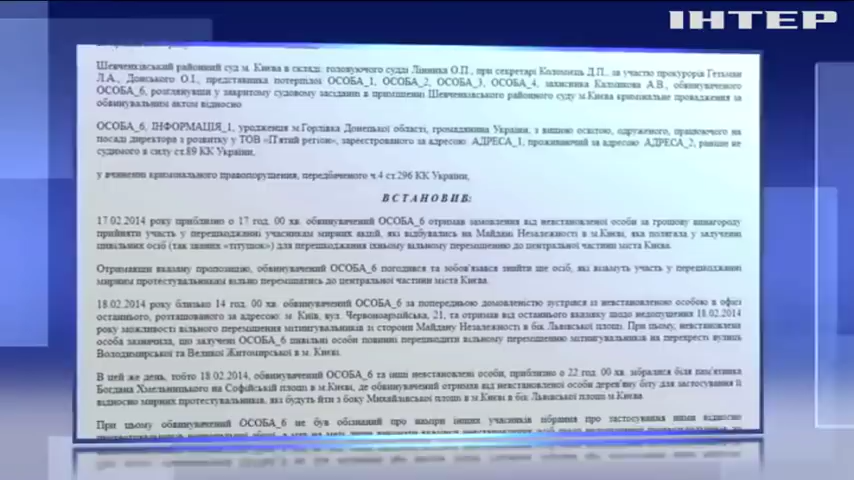 ІНТЕР
Шевченківський районний суд м. Києва в складі: головуючого судді Лінника О.П., при секретарі Коломієць Д.П., за участю прокурорів Гетьман
Л.А., Донського О.І., представника потерпілої ОСОБА_1, ОСОБА_2, ОСОБА_3, ОСОБА_4, захисника Калмикова А.В., обвинуваченого
ОСОБА_6, розглянувши у закритому судовому засіданні в приміщенні Шевченківського районного суду м.Києва кримінальне провадження за
обвинувальним актом відносно
ОСОБА_6, ІНФОРМАЦІЯ_1, уродженця м.Горлівка Донецької області, громадянина України, з вищою освітою, одруженого, працюючого на
посаді директора з розвитку у ТОВ «П'ятий регіон», зареєстрованого за адресою: АДРЕСА_1, проживаючий за адресою: АДРЕСА_2, раніше не
судимого в силу ст.89 КК України,
у вчиненні кримінального правопорушення, передбаченого ч.4 ст.296 КК України,
ВСТАНОВИВ:
17.02.2014 року приблизно о 17 год. 00 хв. обвинувачений ОСОБА_6 отримав замовлення від невстановленої особи за грошову винагороду
прийняти участь у перешкоджанні учасникам мирних акцій, які відбувались на Майдані Незалежності в м.Києві, яка полягала у залученні
цивільних осіб (так званих «тітушок») для перешкоджання їхньому вільному переміщенню до центральної частини міста Києва.
Отримавши вказану пропозицію, обвинувачений ОСОБА_6 погодився та зобов'язався знайти ще осіб, які візьмуть участь у перешкоджанні
мирним протестувальникам вільно переміщатись до центральної частини міста Києва.
18.02.2014 року близько 14 год. 00 хв. обвинувачений ОСОБА_6 за попередньою домовленістю зустрівся із невстановленою особою в офісі
останнього, розташованого за адресою: м. Київ, вул. Червоноармійська, 21, та отримав від останнього вказівку щодо недопущення 18.02.2014
року можливості вільного переміщення мітингувальників зі сторони Майдану Незалежності в бік Львівської площі. При цьому, невстановлена
особа зазначила, що залучені ОСОБА_6 цивільні особи повинні перешкодити вільному переміщенню мітингувальників на перехресті вулиць
Володимирської та Великої Житомирської в м. Києві.
В цей же день, тобто 18.02.2014, обвинувачений ОСОБА_6 та інші невстановлені особи, приблизно о 22 год. 00 хв. зібралися біля пам'ятника
Богдана Хмельницького на Софійській площі в м.Києві, де обвинувачений отримав від невстановленої особи дерев'яну біту для застосування її
відносно мирних протестувальників, які будуть йти з боку Михайлівської площі в м.Києві в бік Львівської площі м.Києва.
При цьому обвинувачений ОСОБА_6 не був обізнаний про наміри інших учасників зібрання про застосування ними відносно